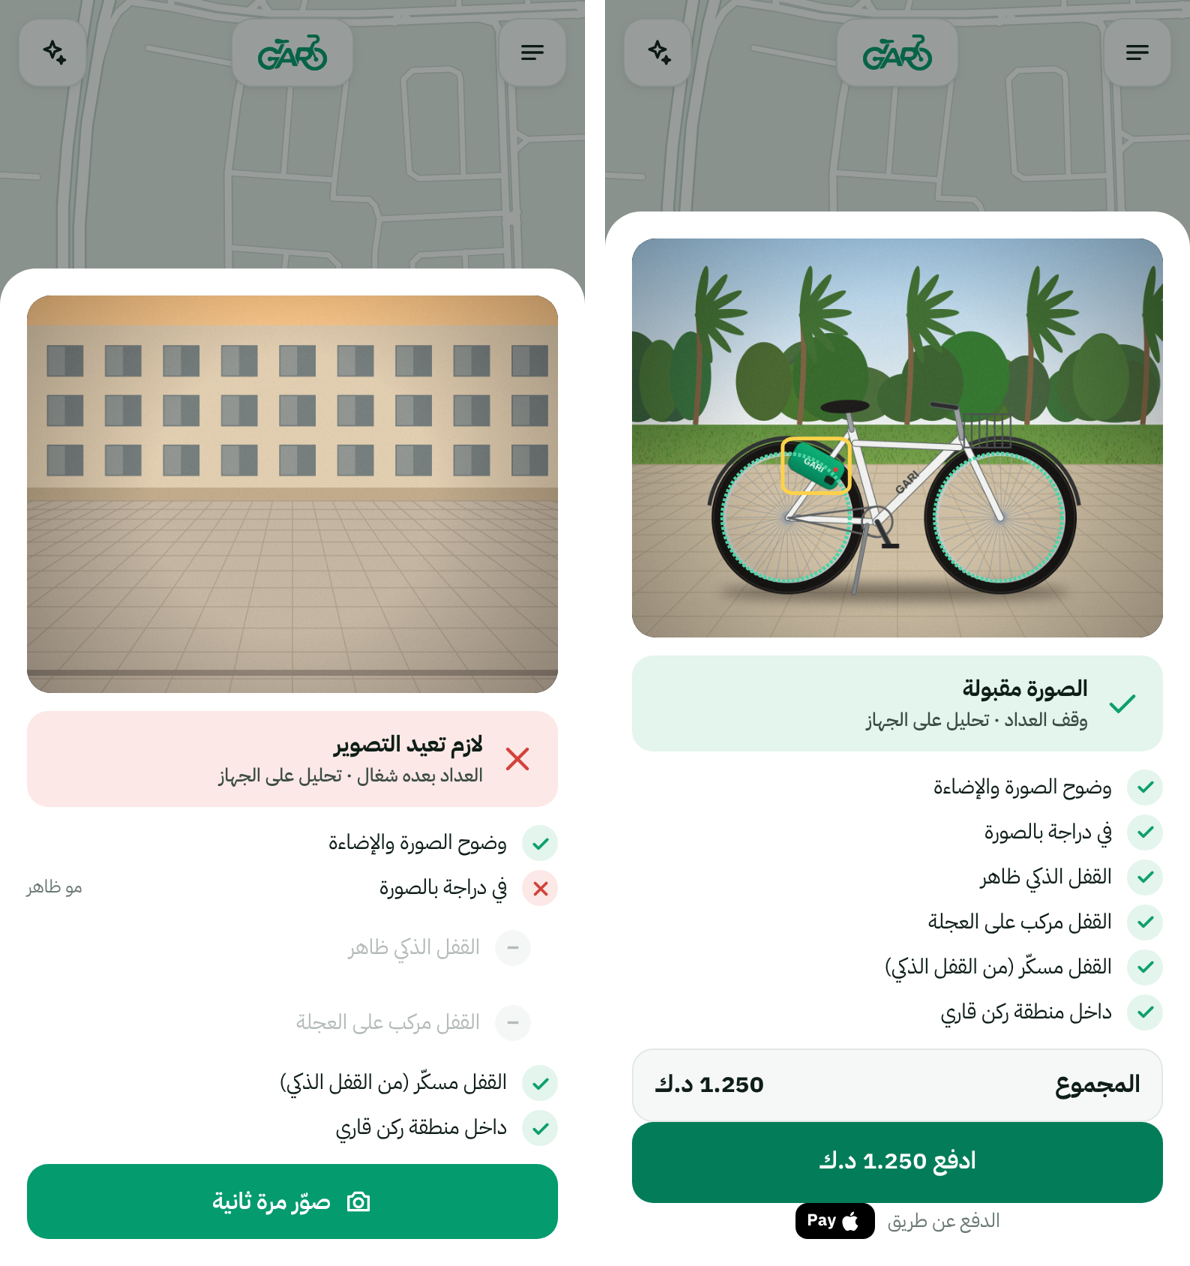 GARI
لازم تعيد التصوير
العداد بعده شغال · تحليل على الجهاز
وضوح الصورة والإضاءة
في دراجة بالصورة
مو ظاهر
القفل الذكي ظاهر
القفل مركب على العجلة
القفل مسكّر (من القفل الذكي)
داخل منطقة ركن قاري
صوّر مرة ثانية
GARI
GARI
GARI
الصورة مقبولة
وقف العداد · تحليل على الجهاز
وضوح الصورة والإضاءة
في دراجة بالصورة
القفل الذكي ظاهر
القفل مركب على العجلة
القفل مسكّر (من القفل الذكي)
داخل منطقة ركن قاري
المجموع 1.250 د.ك
ادفع 1.250 د.ك
الدفع عن طريق Pay